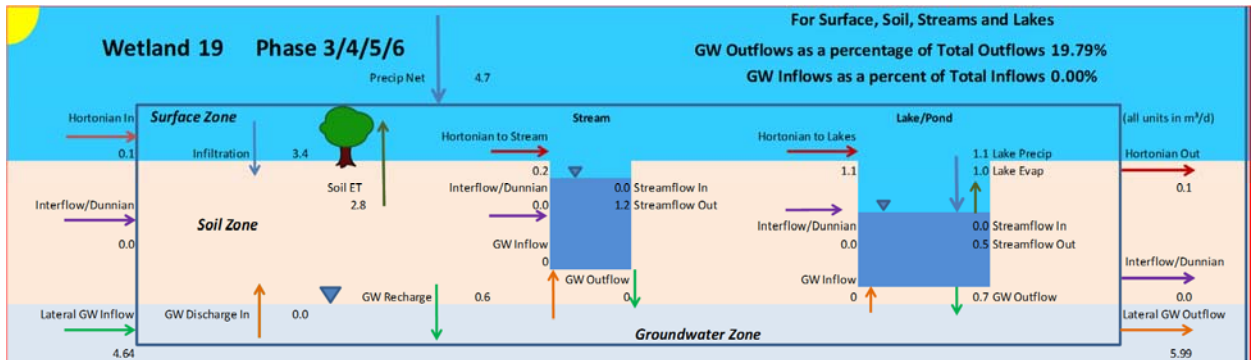 For Surface, Soil, Streams and Lakes
Wetland 19 Phase 3/4/5/6
GW Outflows as a percentage of Total Outflows 19.79%
GW Inflows as a percent of Total Inflows 0.00%
Precip Net 4.7
Hortonian In
Surface Zone
Stream
Lake/Pond
(all units in m³/d)
Hortonian to Stream
Hortonian to Lakes
0.1
Infiltration 3.4
1.1 Lake Precip
Hortonian Out
0.2
1.1
1.0 Lake Evap
Soil ET
Interflow/Dunnian
0.0 Streamflow In
0.1
Interflow/Dunnian
2.8
0.0
1.2 Streamflow Out
Soil Zone
Interflow/Dunnian
0.0 Streamflow In
0.0
GW Inflow
0.0
0.5 Streamflow Out
0
Interflow/Dunnian
GW Outflow
GW Inflow
GW Recharge 0.6
0
0
0.7 GW Outflow
0.0
Lateral GW Inflow
GW Discharge In 0.0
Lateral GW Outflow
Groundwater Zone
4.64
5.99